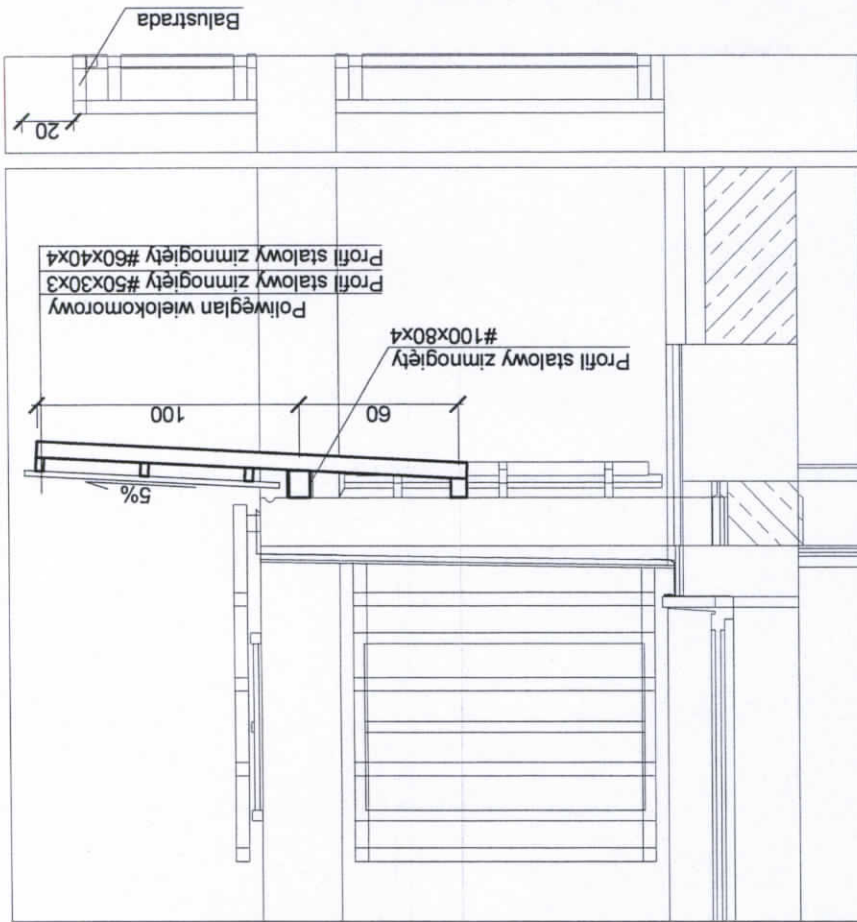 Balustrada
20
Poliwęglan wielokomorowy
Profil stalowy zimnogięty #50x30x3
Profil stalowy zimnogięty #60x40x4
Profil stalowy zimnogięty
#100x80x4
100
60
5%